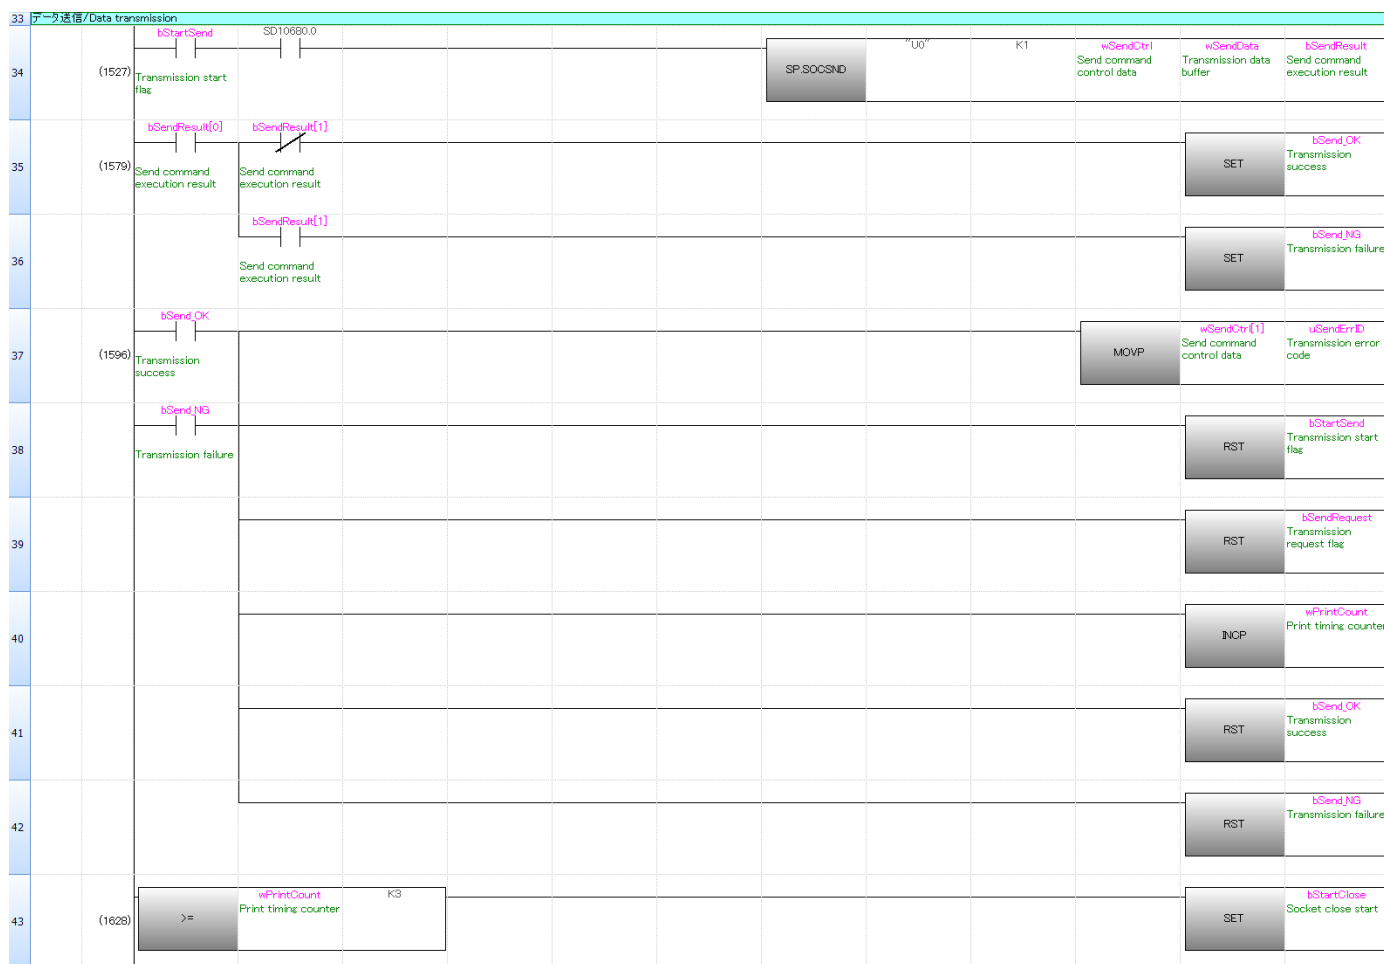 33 データ送信/Data transmission
bStartSend SD10680.0 "U0" K1 wSendCtrl wSendData bSendResult
34 (1527) Transmission start flag SP.SOCSND Send command control data Transmission data buffer Send command execution result
bSendResult[0] bSendResult[1] bSend_OK
35 (1579) Send command execution result Send command execution result SET Transmission success
bSendResult[1] bSend_NG
36 Send command execution result SET Transmission failure
bSend_OK wSendCtrl[1] uSendErrID
37 (1596) Transmission success MOVP Send command control data Transmission error code
bSend_NG bStartSend
38 Transmission failure RST Transmission start flag
bSendRequest
39 RST Transmission request flag
wPrintCount
40 INCP Print timing counter
bSend_OK
41 RST Transmission success
bSend_NG
42 RST Transmission failure
wPrintCount K3 bStartClose
43 (1628) >= Print timing counter SET Socket close start